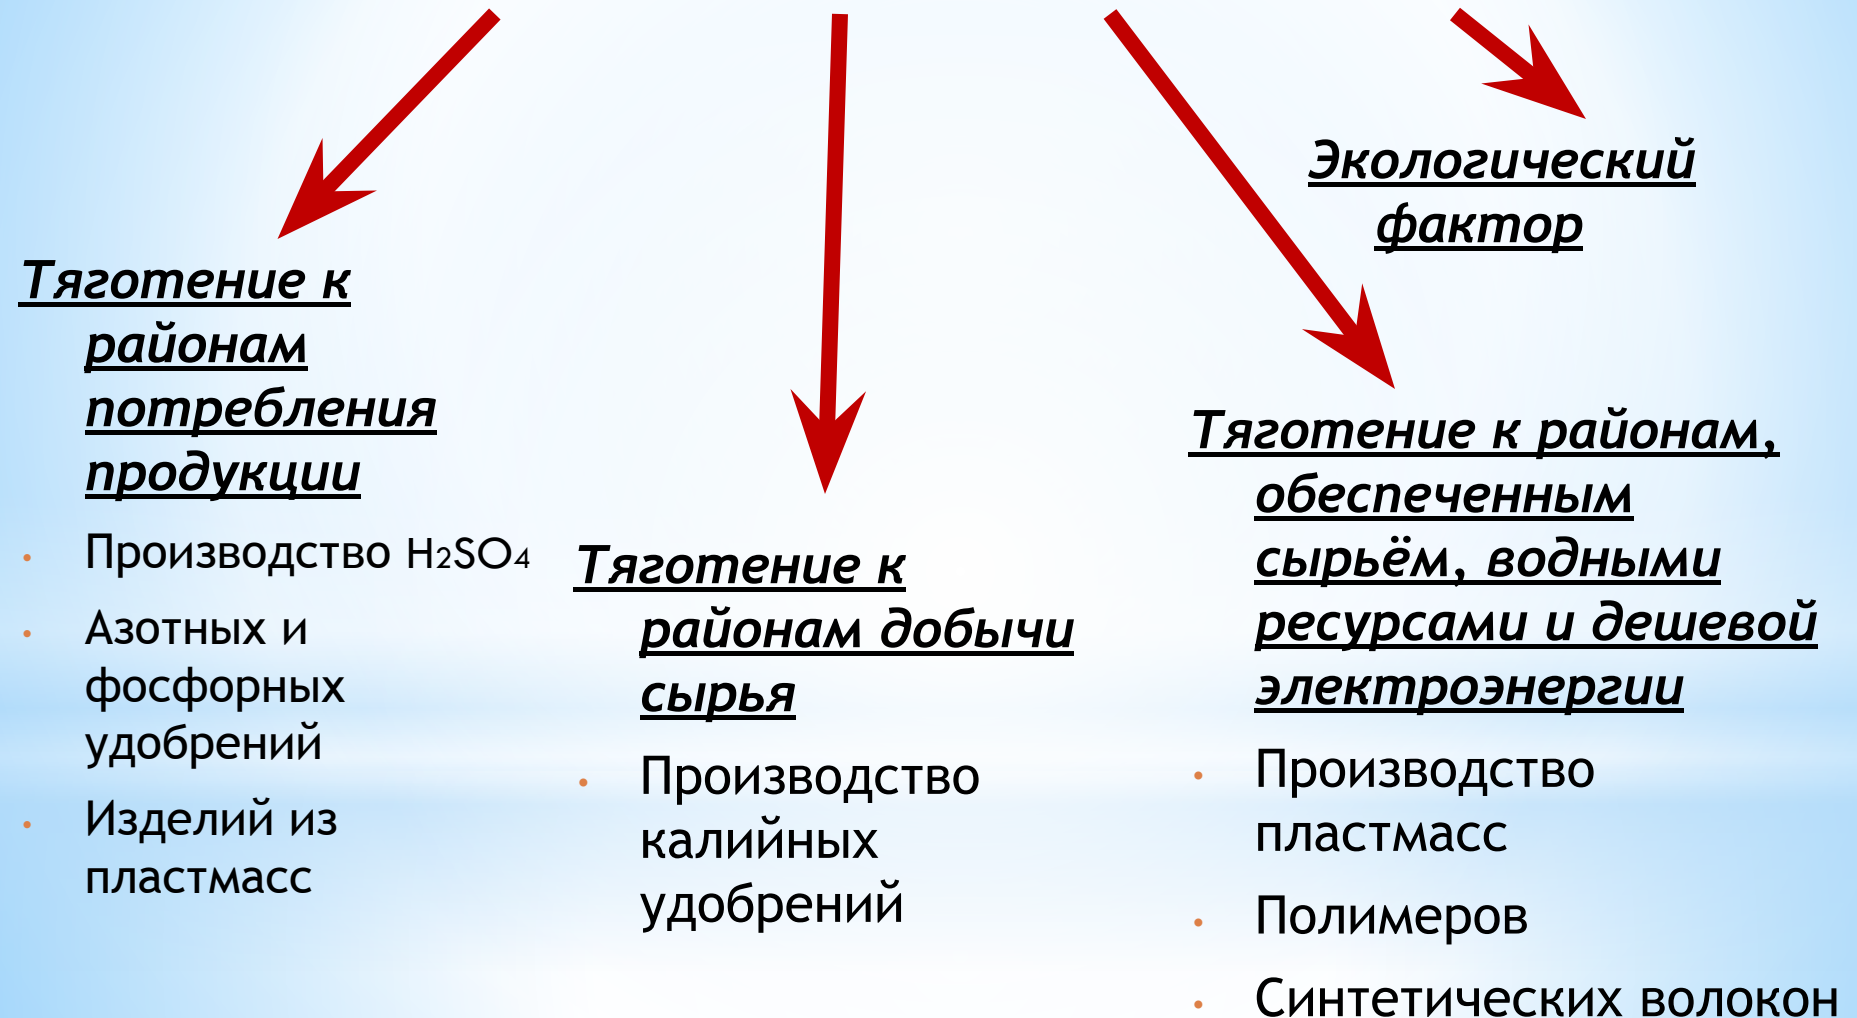 Экологический
фактор
Тяготение к
районам
потребления
продукции
• Производство H2SO4
• Азотных и
фосфорных
удобрений
• Изделий из
пластмасс
Тяготение к
районам добычи
сырья
• Производство
калийных
удобрений
Тяготение к районам,
обеспеченным
сырьём, водными
ресурсами и дешевой
электроэнергии
• Производство
пластмасс
• Полимеров
• Синтетических волокон